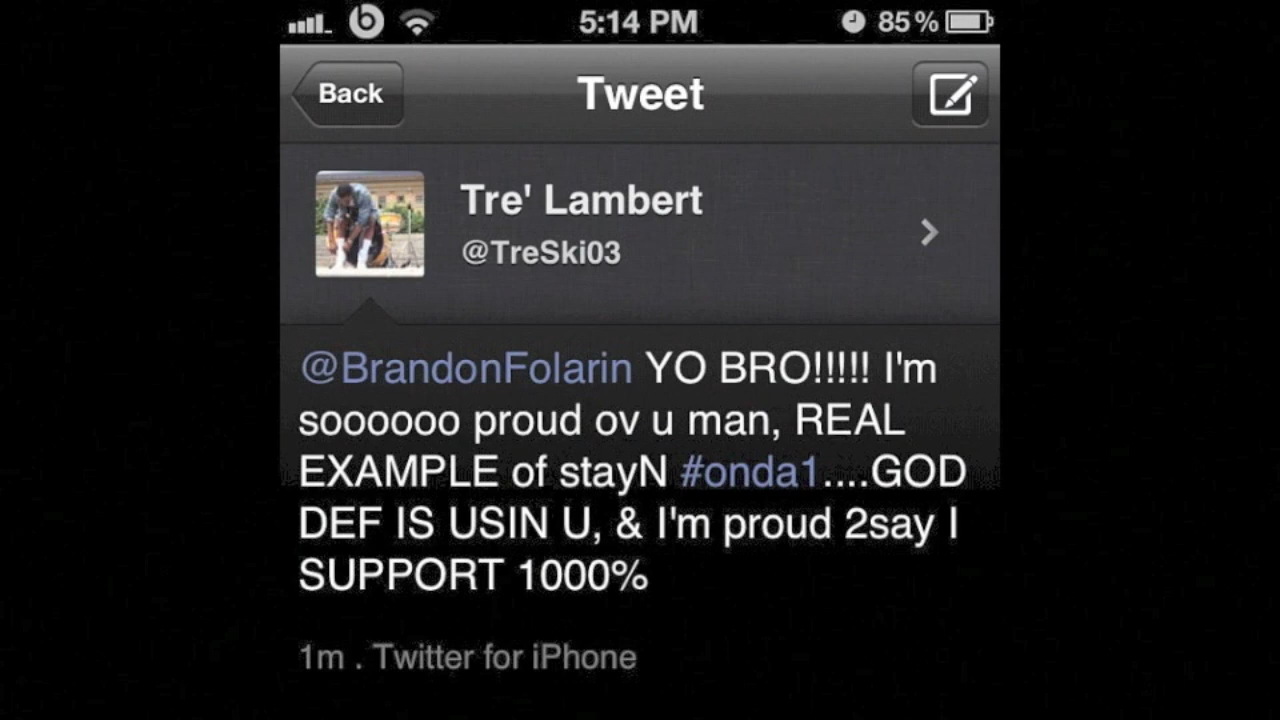 5:14 PM 85%
Back Tweet
Tre' Lambert
@TreSki03
@BrandonFolarin YO BRO!!!!! I'm
soooooo proud ov u man, REAL
EXAMPLE of stayN #onda1....GOD
DEF IS USIN U, & I'm proud 2say I
SUPPORT 1000%
1m . Twitter for iPhone